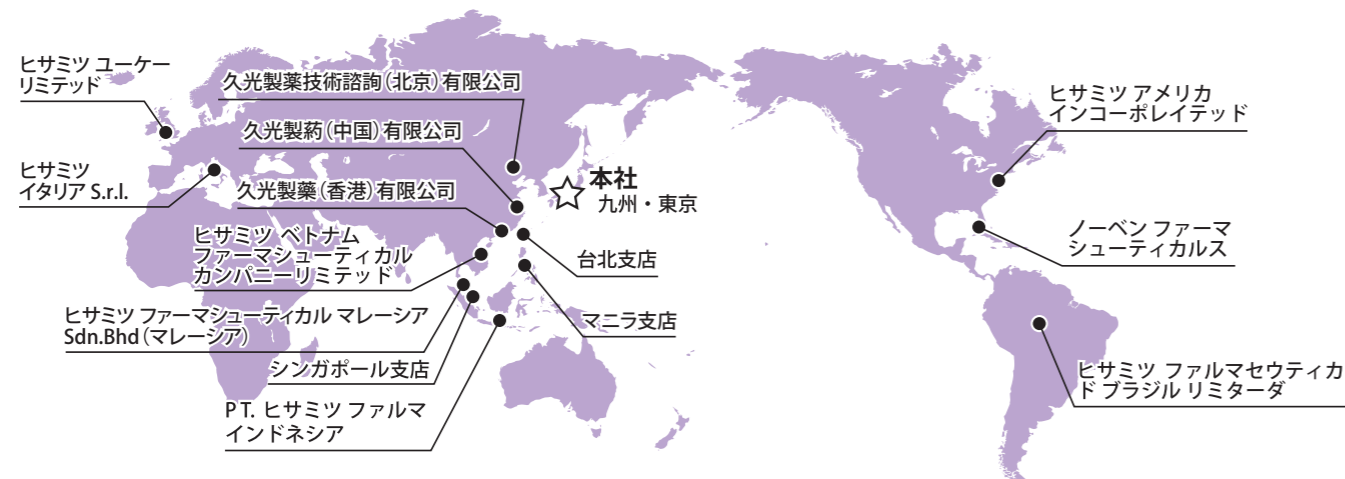 ヒサミツ ユーケー
リミテッド
久光製薬技術諮詢(北京)有限公司
久光製葯(中国)有限公司
ヒサミツ
イタリア S.r.l.
久光製薬(香港)有限公司
本社
九州・東京
ヒサミツ ベトナム
ファーマシューティカル
カンパニーリミテッド
台北支店
ヒサミツ ファーマシューティカル マレーシア
Sdn.Bhd(マレーシア)
マニラ支店
シンガポール支店
PT. ヒサミツ ファルマ
インドネシア
ヒサミツ アメリカ
インコーポレイテッド
ノーベン ファーマ
シューティカルス
ヒサミツ ファルマセウティカ
ド ブラジル リミターダ